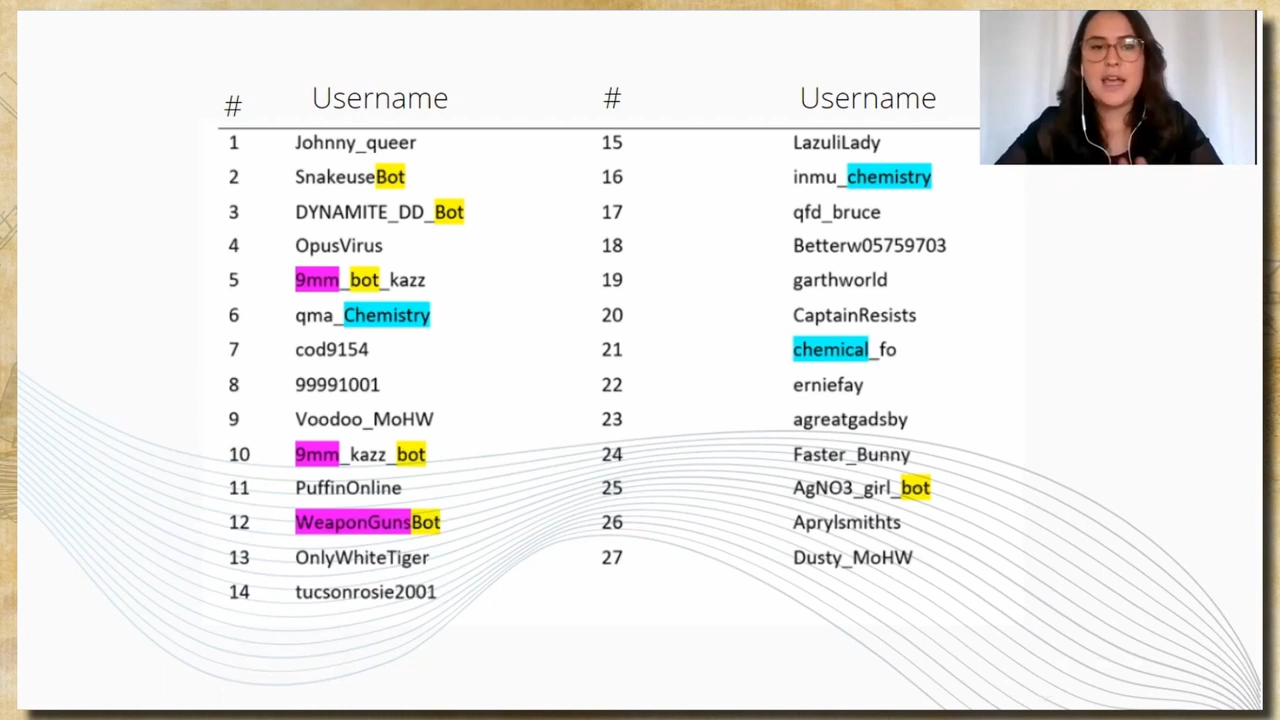 # Username # Username
1 Johnny_queer 15 LazuliLady
2 SnakeuseBot 16 inmu_chemistry
3 DYNAMITE_DD_Bot 17 qfd_bruce
4 OpusVirus 18 Betterw05759703
5 9mm_bot_kazz 19 garthworld
6 qma_Chemistry 20 CaptainResists
7 cod9154 21 chemical_fo
8 99991001 22 erniefay
9 Voodoo_MoHW 23 agreatgadsby
10 9mm_kazz_bot 24 Faster_Bunny
11 PuffinOnline 25 AgNO3_girl_bot
12 WeaponGunsBot 26 Aprylsmithts
13 OnlyWhiteTiger 27 Dusty_MoHW
14 tucsonrosie2001